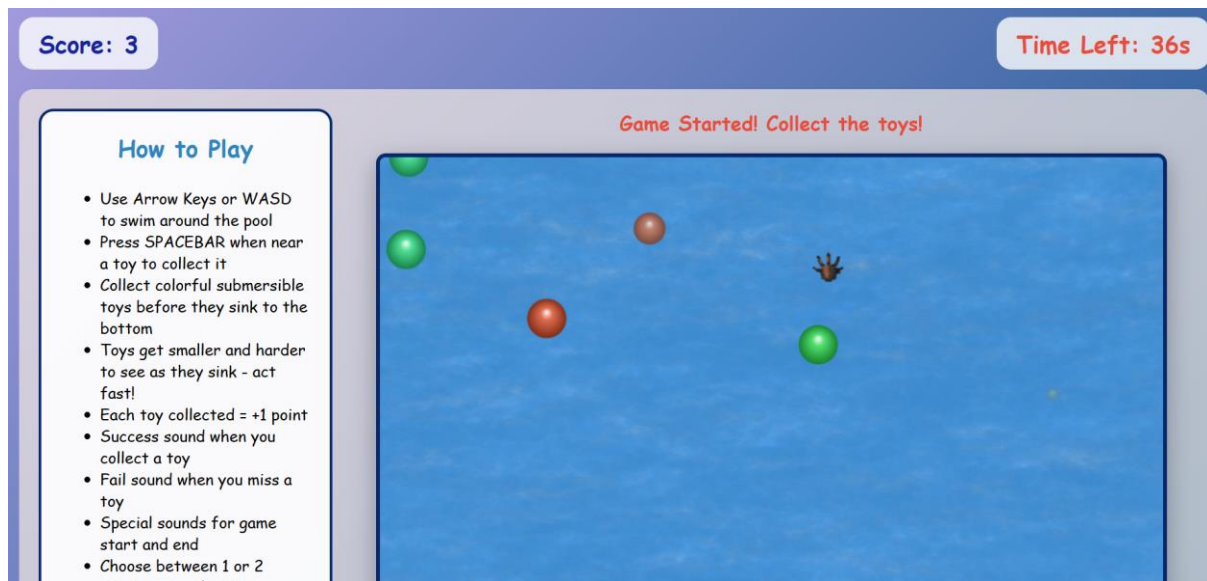 Score: 3
Time Left: 36s
How to Play
Use Arrow Keys or WASD
to swim around the pool
Press SPACEBAR when near
a toy to collect it
Collect colorful submersible
toys before they sink to the
bottom
Toys get smaller and harder
to see as they sink - act
fast!
Each toy collected = +1 point
Success sound when you
collect a toy
Fail sound when you miss a
toy
Special sounds for game
start and end
Choose between 1 or 2
Game Started! Collect the toys!